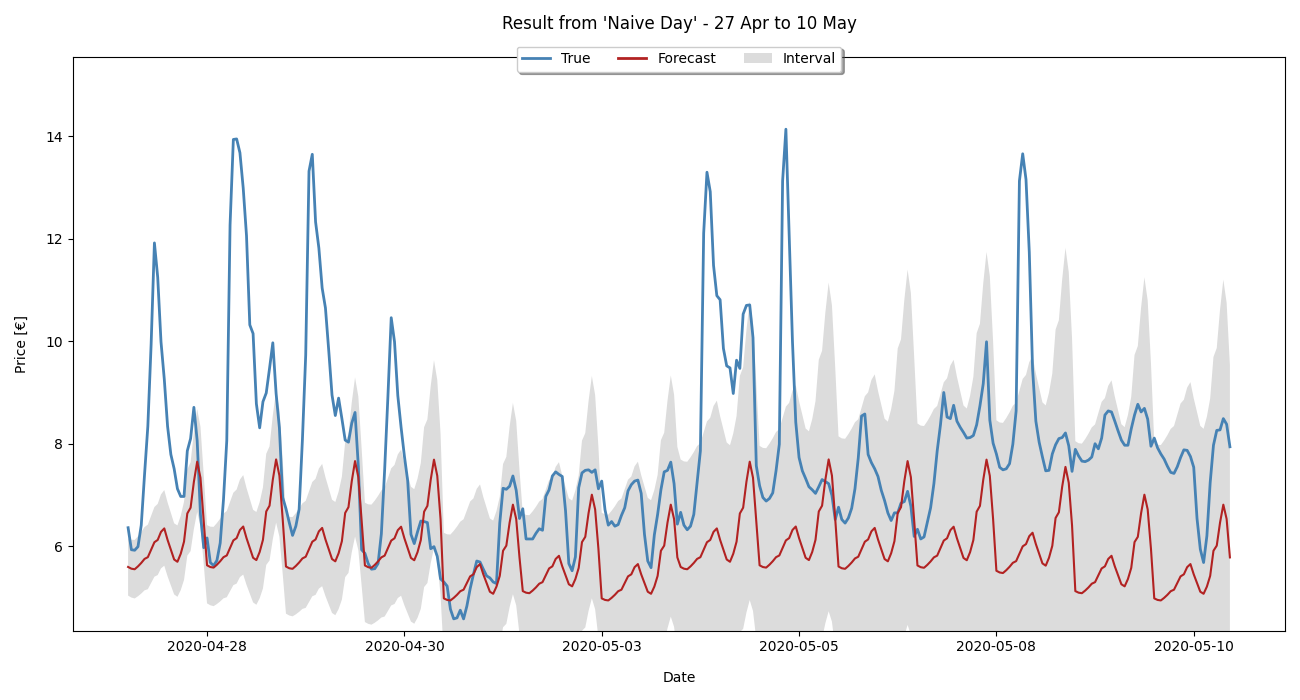 Result from 'Naive Day' - 27 Apr to 10 May
True Forecast Interval
Price [€]
14
12
10
8
6
2020-04-28 2020-04-30 2020-05-03 2020-05-05 2020-05-08 2020-05-10
Date